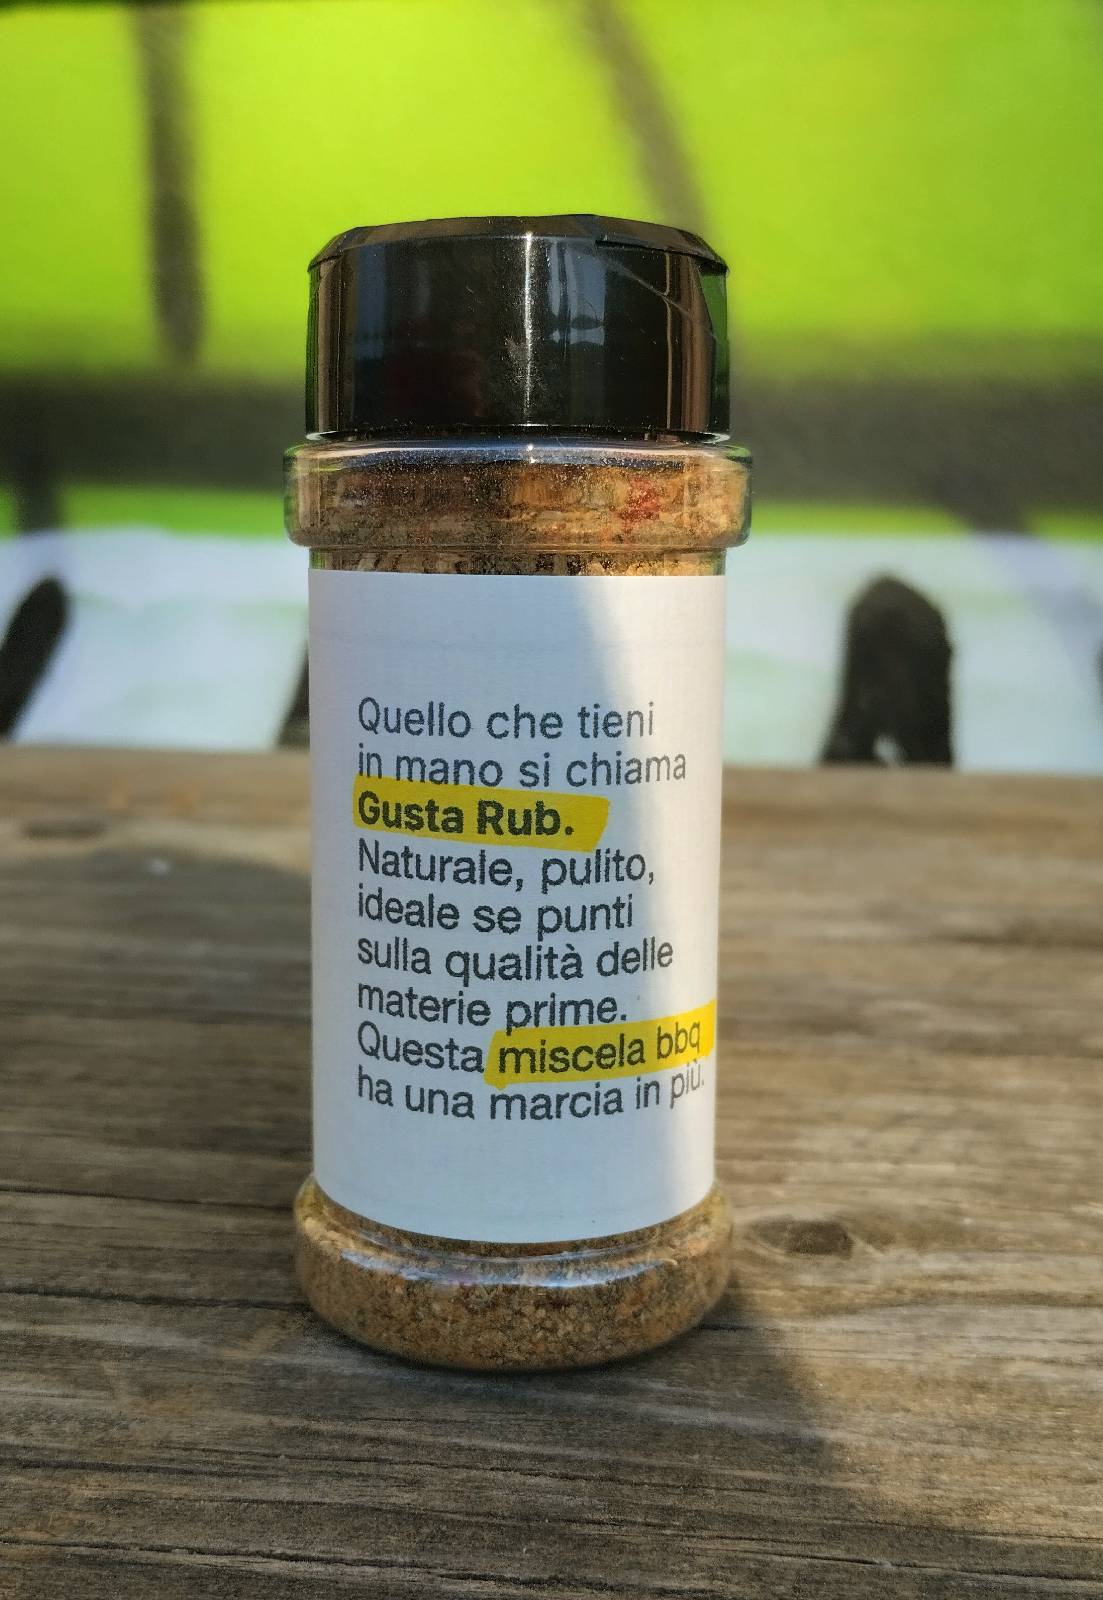 Quello che tieni
in mano si chiama
Gusta Rub.
Naturale, pulito,
ideale se punti
sulla qualità delle
materie prime.
Questa miscela bbq
ha una marcia in più.